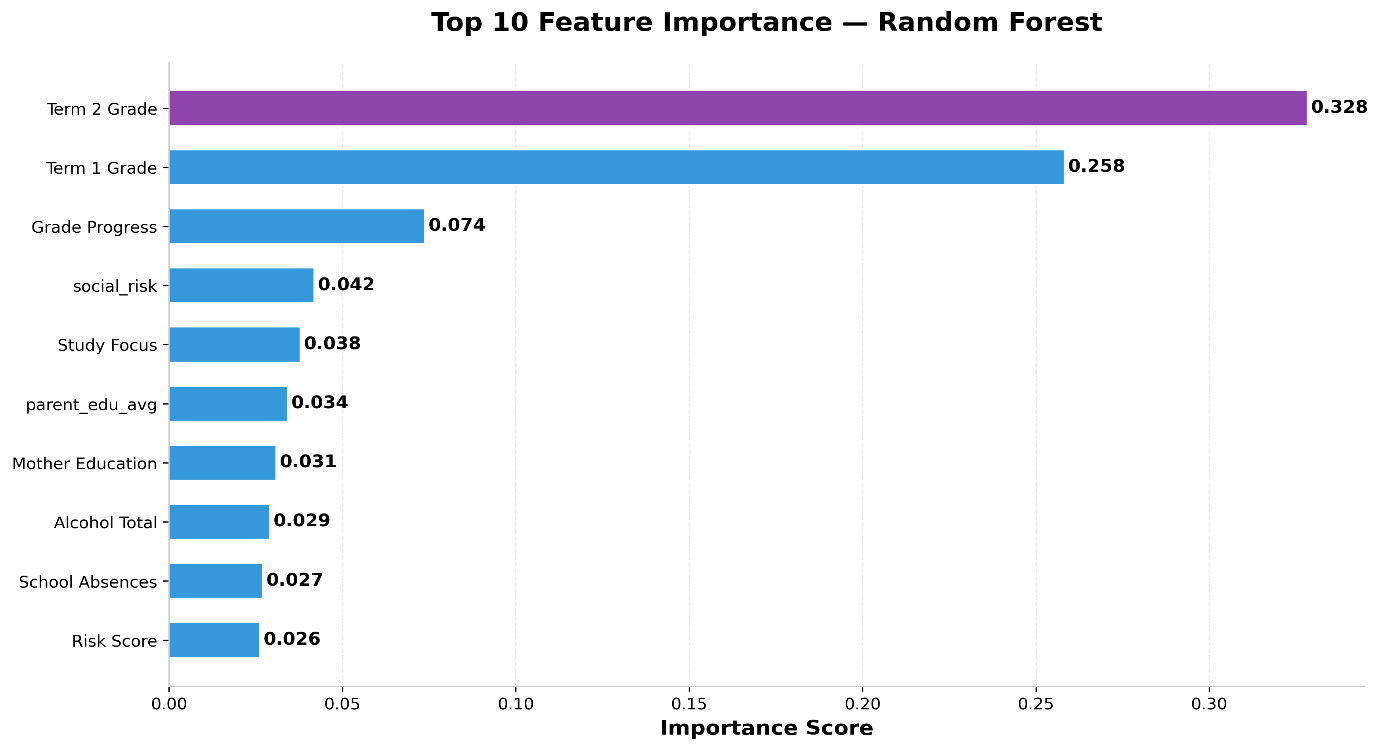 Top 10 Feature Importance — Random Forest
Term 2 Grade 0.328
Term 1 Grade 0.258
Grade Progress 0.074
social_risk 0.042
Study Focus 0.038
parent_edu_avg 0.034
Mother Education 0.031
Alcohol Total 0.029
School Absences 0.027
Risk Score 0.026
0.00 0.05 0.10 0.15 0.20 0.25 0.30
Importance Score